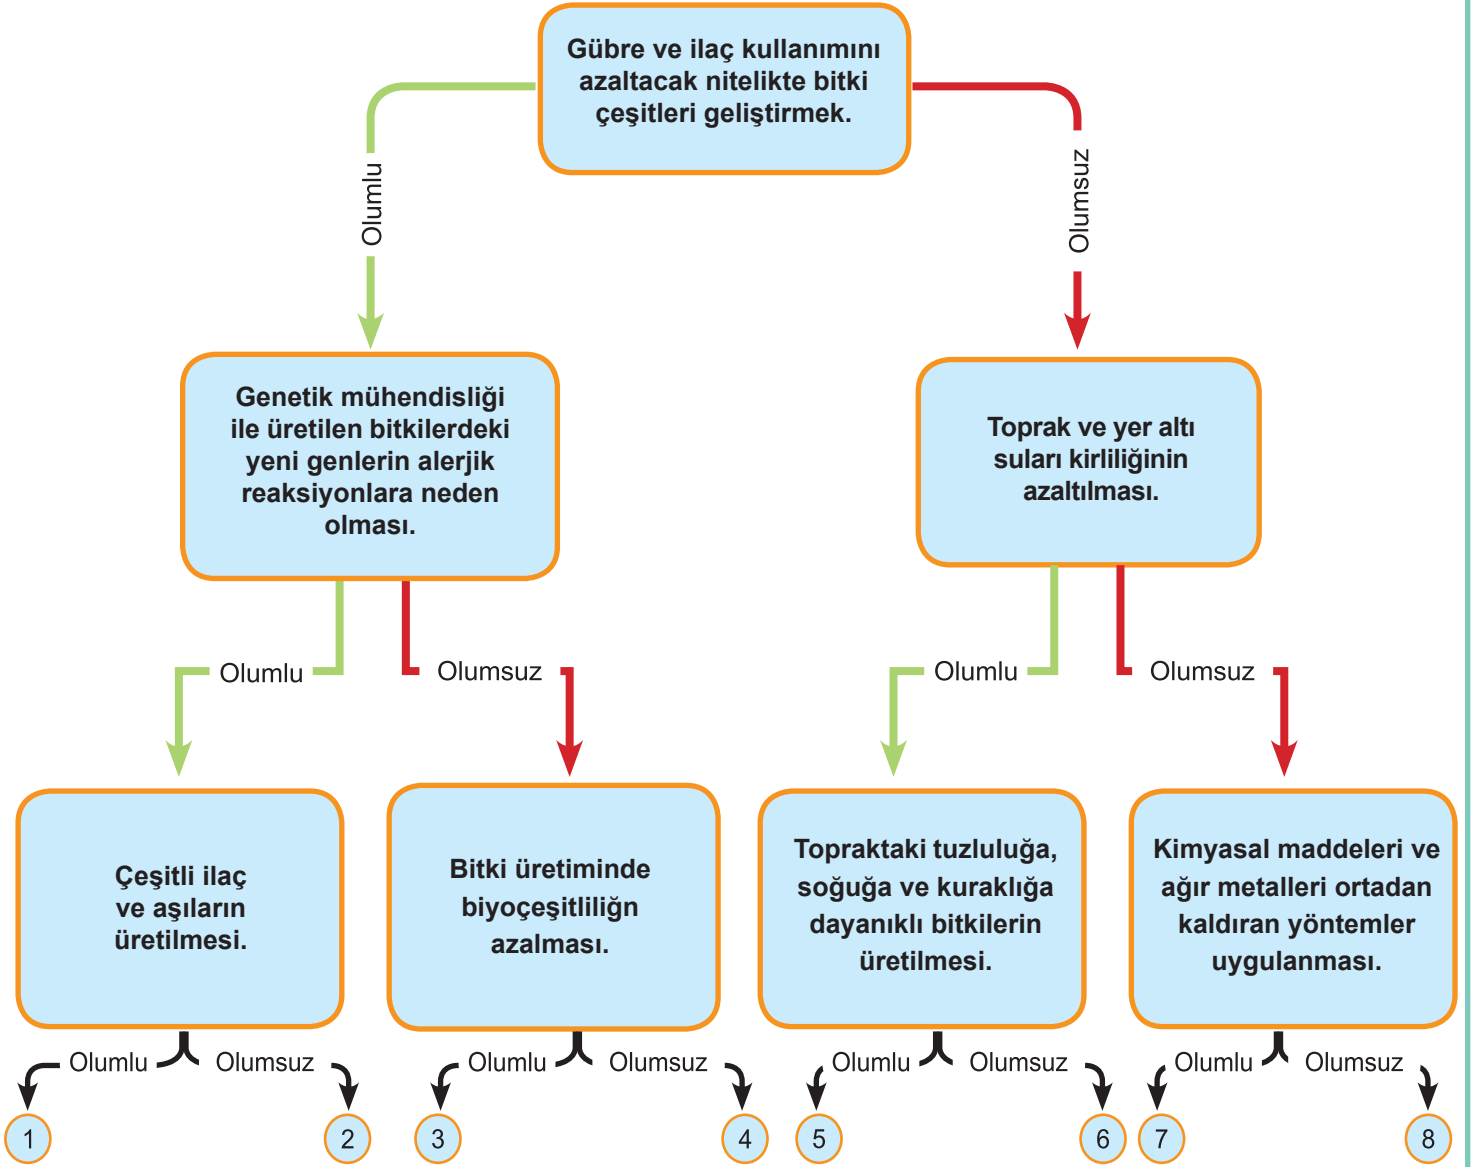 Gübre ve ilaç kullanımını
azaltacak nitelikte bitki
çeşitleri geliştirmek.
Olumlu
Olumsuz
Genetik mühendisliği
ile üretilen bitkilerdeki
yeni genlerin alerjik
reaksiyonlara neden
olması.
Toprak ve yer altı
suları kirliliğinin
azaltılması.
Olumlu
Olumsuz
Olumlu
Olumsuz
Çeşitli ilaç
ve aşıların
üretilmesi.
Bitki üretiminde
biyoçeşitliliğn
azalması.
Topraktaki tuzluluğa,
soğuğa ve kuraklığa
dayanıklı bitkilerin
üretilmesi.
Kimyasal maddeleri ve
ağır metalleri ortadan
kaldıran yöntemler
uygulanması.
Olumlu
Olumsuz
Olumlu
Olumsuz
Olumlu
Olumsuz
Olumlu
Olumsuz
1
2
3
4
5
6
7
8